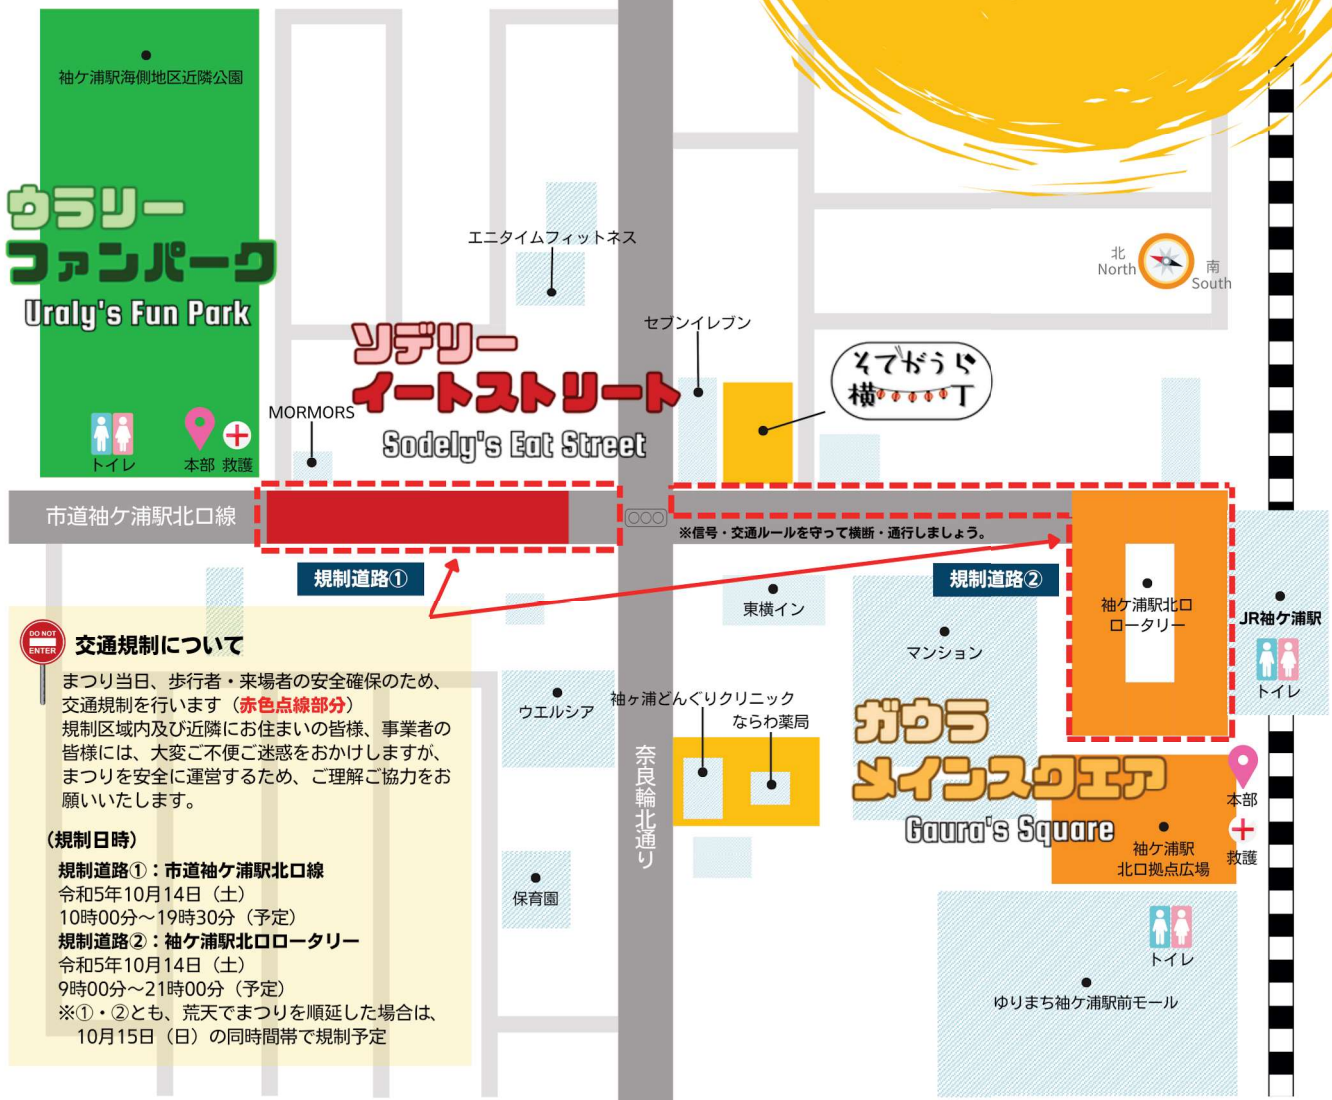 袖ケ浦駅海側地区近隣公園
ウラリー
ファンパーク
Uraly's Fun Park
トイレ
本部
救護
MORMORS
エニタイムフィットネス
ソデリー
イートストリート
Sodely's Eat Street
セブンイレブン
そでがうら
横丁
北
North
南
South
市道袖ケ浦駅北口線
※信号・交通ルールを守って横断・通行しましょう。
規制道路①
規制道路②
袖ケ浦駅北口
ロータリー
JR袖ケ浦駅
トイレ
東横イン
マンション
ウエルシア
袖ヶ浦どんぐりクリニック
ならわ薬局
奈良輪北通り
保育園
ガウラ
メインスクエア
Gaura's Square
本部
救護
袖ケ浦駅
北口拠点広場
トイレ
ゆりまち袖ケ浦駅前モール
DO NOT
ENTER
交通規制について
まつり当日、歩行者・来場者の安全確保のため、
交通規制を行います（赤色点線部分）
規制区域内及び近隣にお住まいの皆様、事業者の
皆様には、大変ご不便ご迷惑をおかけしますが、
まつりを安全に運営するため、ご理解ご協力をお
願いいたします。
（規制日時）
規制道路①：市道袖ケ浦駅北口線
令和5年10月14日（土）
10時00分～19時30分（予定）
規制道路②：袖ケ浦駅北口ロータリー
令和5年10月14日（土）
9時00分～21時00分（予定）
※①・②とも、荒天でまつりを順延した場合は、
10月15日（日）の同時間帯で規制予定